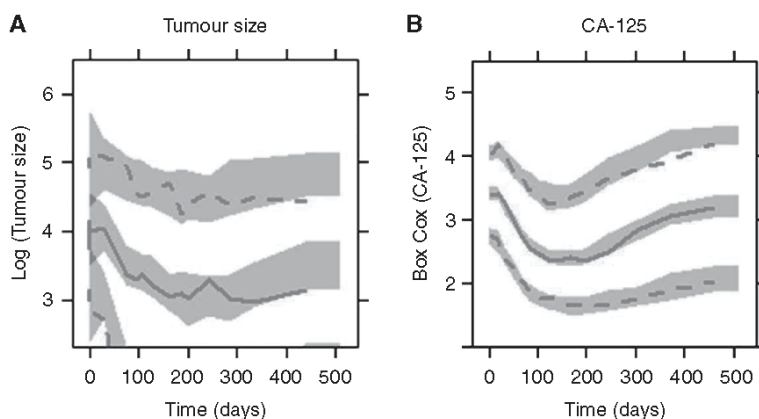 A
Tumour size
Log (Tumour size)
6
5
4
3
0 100 200 300 400 500
Time (days)
B
CA-125
Box Cox (CA-125)
5
4
3
2
0 100 200 300 400 500
Time (days)